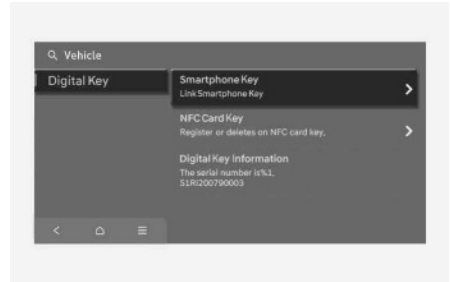 Vehicle
Digital Key
Smartphone Key
Link Smartphone Key
NFC Card Key
Register or deletes on NFC card key.
Digital Key Information
The serial number is%1,
S1RI200790003